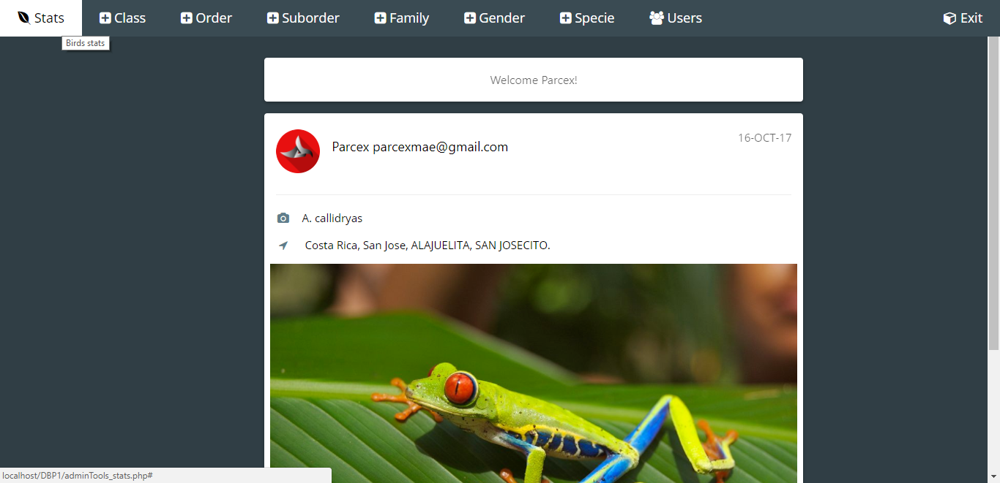 Stats Class Order Suborder Family Gender Specie Users Exit
Birds stats
Welcome Parcex!
Parcex parcexmae@gmail.com 16-OCT-17
A. callidryas
Costa Rica, San Jose, ALAJUELITA, SAN JOSECITO.
localhost/DBP1/adminTools_stats.php#